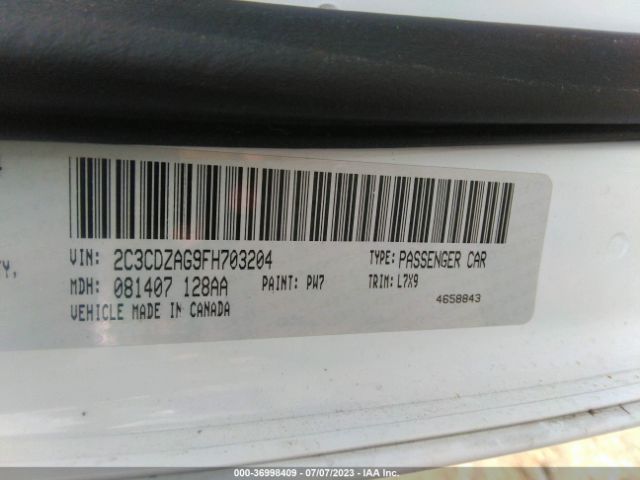 VIN: 2C3CDZAG9FH703204 TYPE: PASSENGER CAR
MDH: 081407 128AA PAINT: PW7 TRIM: L7X9
VEHICLE MADE IN CANADA 4658843
000-36998409 - 07/07/2023 - IAA Inc.